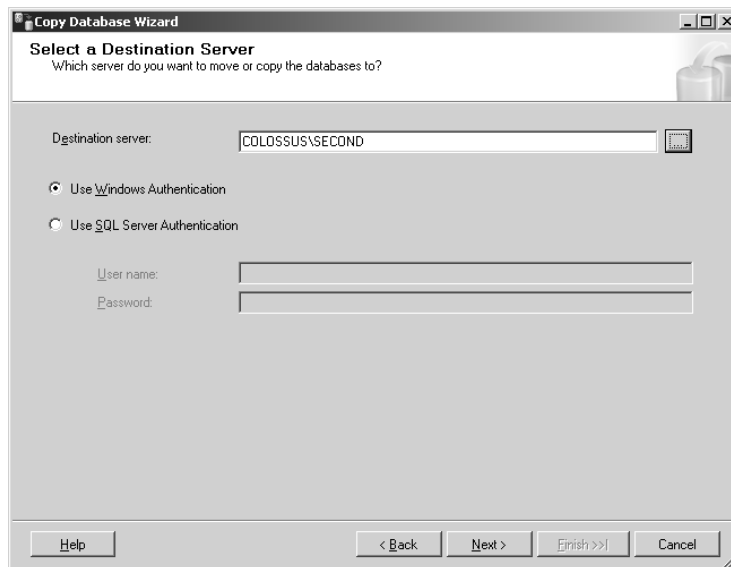 Copy Database Wizard
Select a Destination Server
Which server do you want to move or copy the databases to?
Destination server:
COLOSSUS\SECOND
...
Use Windows Authentication
Use SQL Server Authentication
User name:
Password:
Help
< Back
Next >
Finish >>|
Cancel